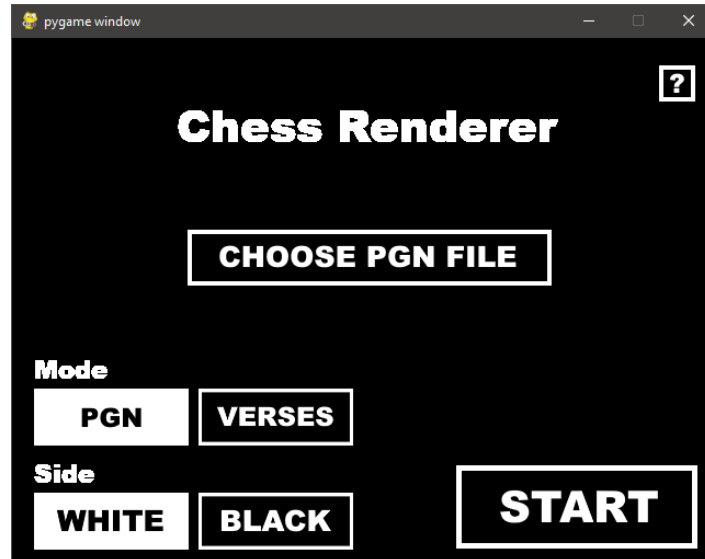 pygame window
?
Chess Renderer
CHOOSE PGN FILE
Mode
PGN VERSES
Side
WHITE BLACK
START